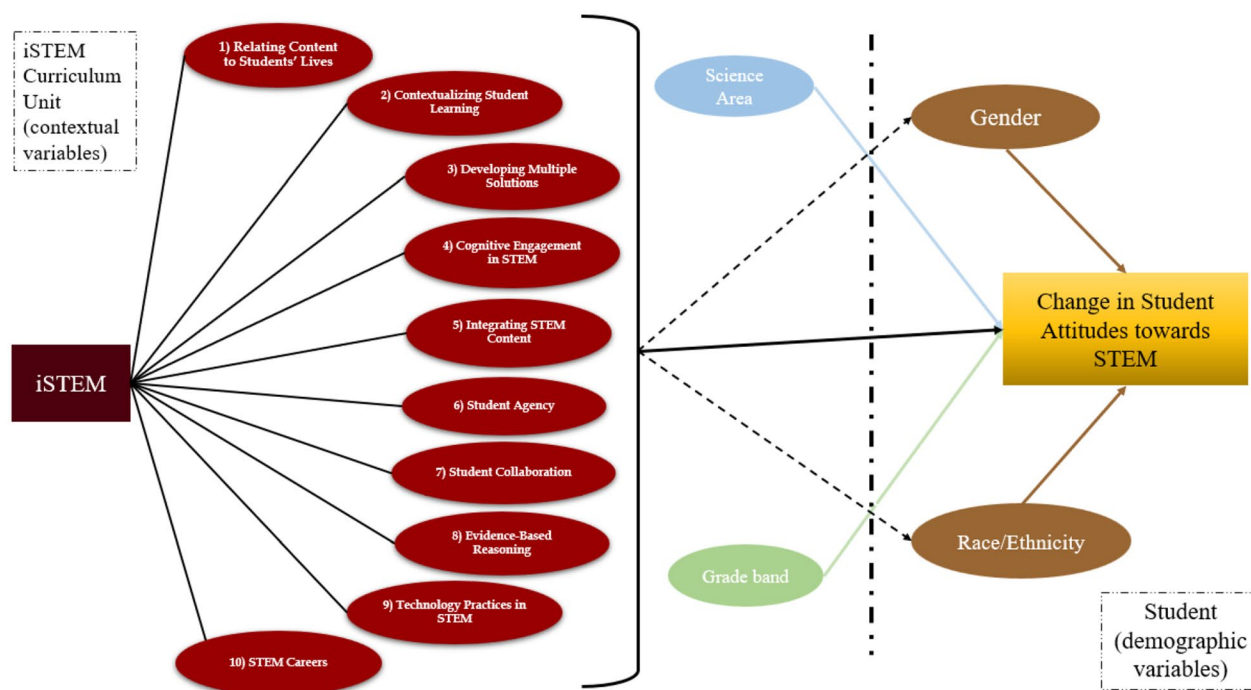 iSTEM
Curriculum
Unit
(contextual
variables)
1) Relating Content
to Students’ Lives
2) Contextualizing Student
Learning
3) Developing Multiple
Solutions
4) Cognitive Engagement
in STEM
5) Integrating STEM
Content
6) Student Agency
7) Student Collaboration
8) Evidence-Based
Reasoning
9) Technology Practices in
STEM
10) STEM Careers
iSTEM
Science
Area
Grade band
Gender
Change in Student
Attitudes towards
STEM
Race/Ethnicity
Student
(demographic
variables)